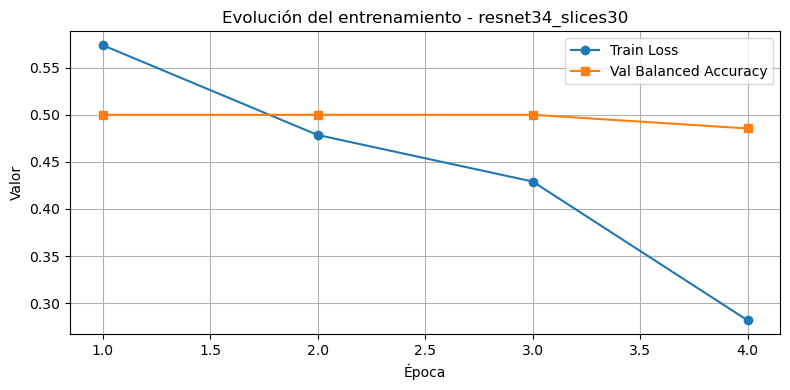 Evolución del entrenamiento - resnet34_slices30
Train Loss
Val Balanced Accuracy
Valor
0.55
0.50
0.45
0.40
0.35
0.30
1.0
1.5
2.0
2.5
3.0
3.5
4.0
Época